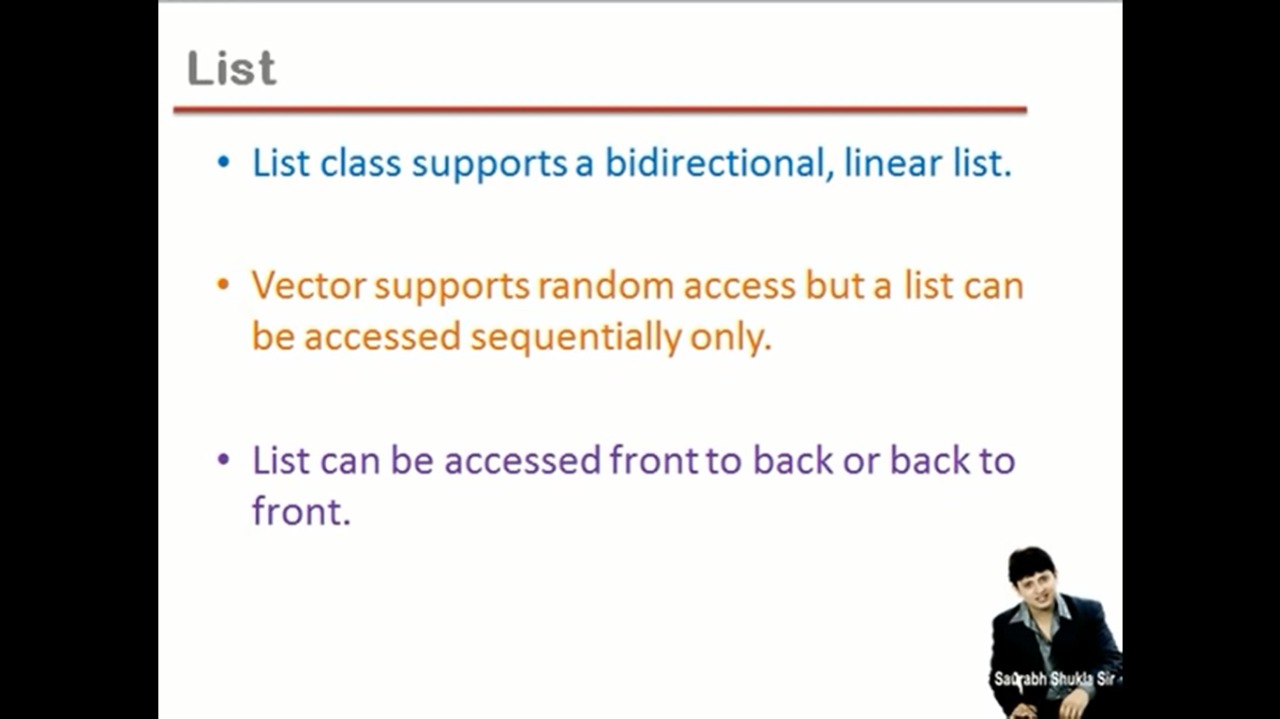 List
• List class supports a bidirectional, linear list.
• Vector supports random access but a list can
be accessed sequentially only.
• List can be accessed front to back or back to
front.
Saurabh Shukla Sir